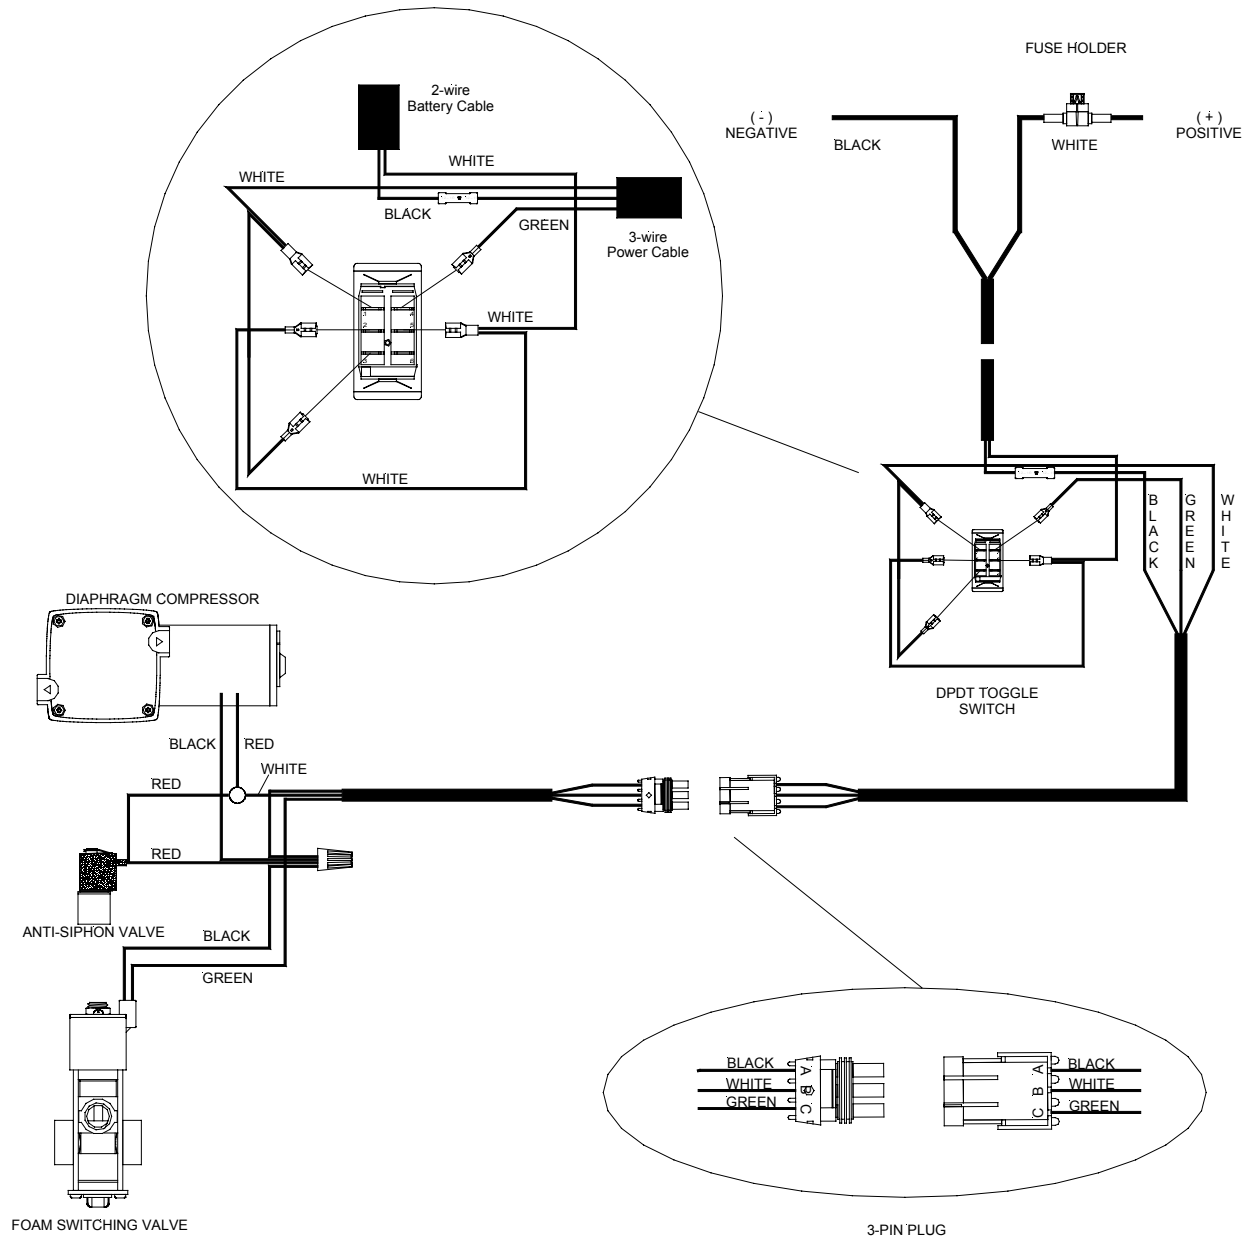 FUSE HOLDER
( - )
NEGATIVE
BLACK
WHITE
( + )
POSITIVE
2-wire
Battery Cable
WHITE
WHITE
BLACK
GREEN
3-wire
Power Cable
WHITE
WHITE
BLACK
GREEN
WHITE
DPDT TOGGLE
SWITCH
DIAPHRAGM COMPRESSOR
BLACK
RED
WHITE
RED
RED
ANTI-SIPHON VALVE
BLACK
GREEN
FOAM SWITCHING VALVE
BLACK
WHITE
GREEN
A
B
C
A
B
C
BLACK
WHITE
GREEN
3-PIN PLUG